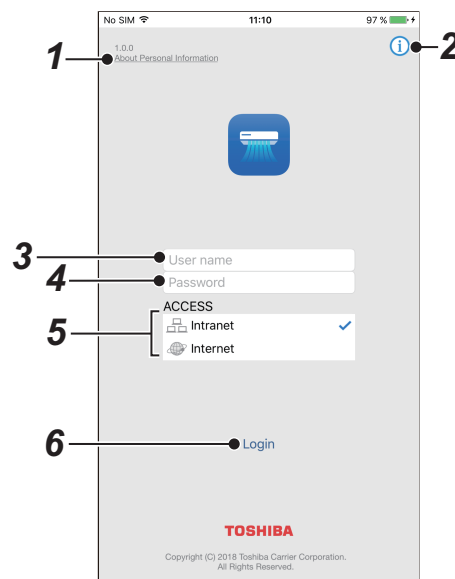 No SIM 11:10 97 %
1.0.0
1 About Personal Information 2
3 User name
4 Password
ACCESS
5 Intranet
Internet
6 Login
TOSHIBA
Copyright (C) 2018 Toshiba Carrier Corporation.
All Rights Reserved.